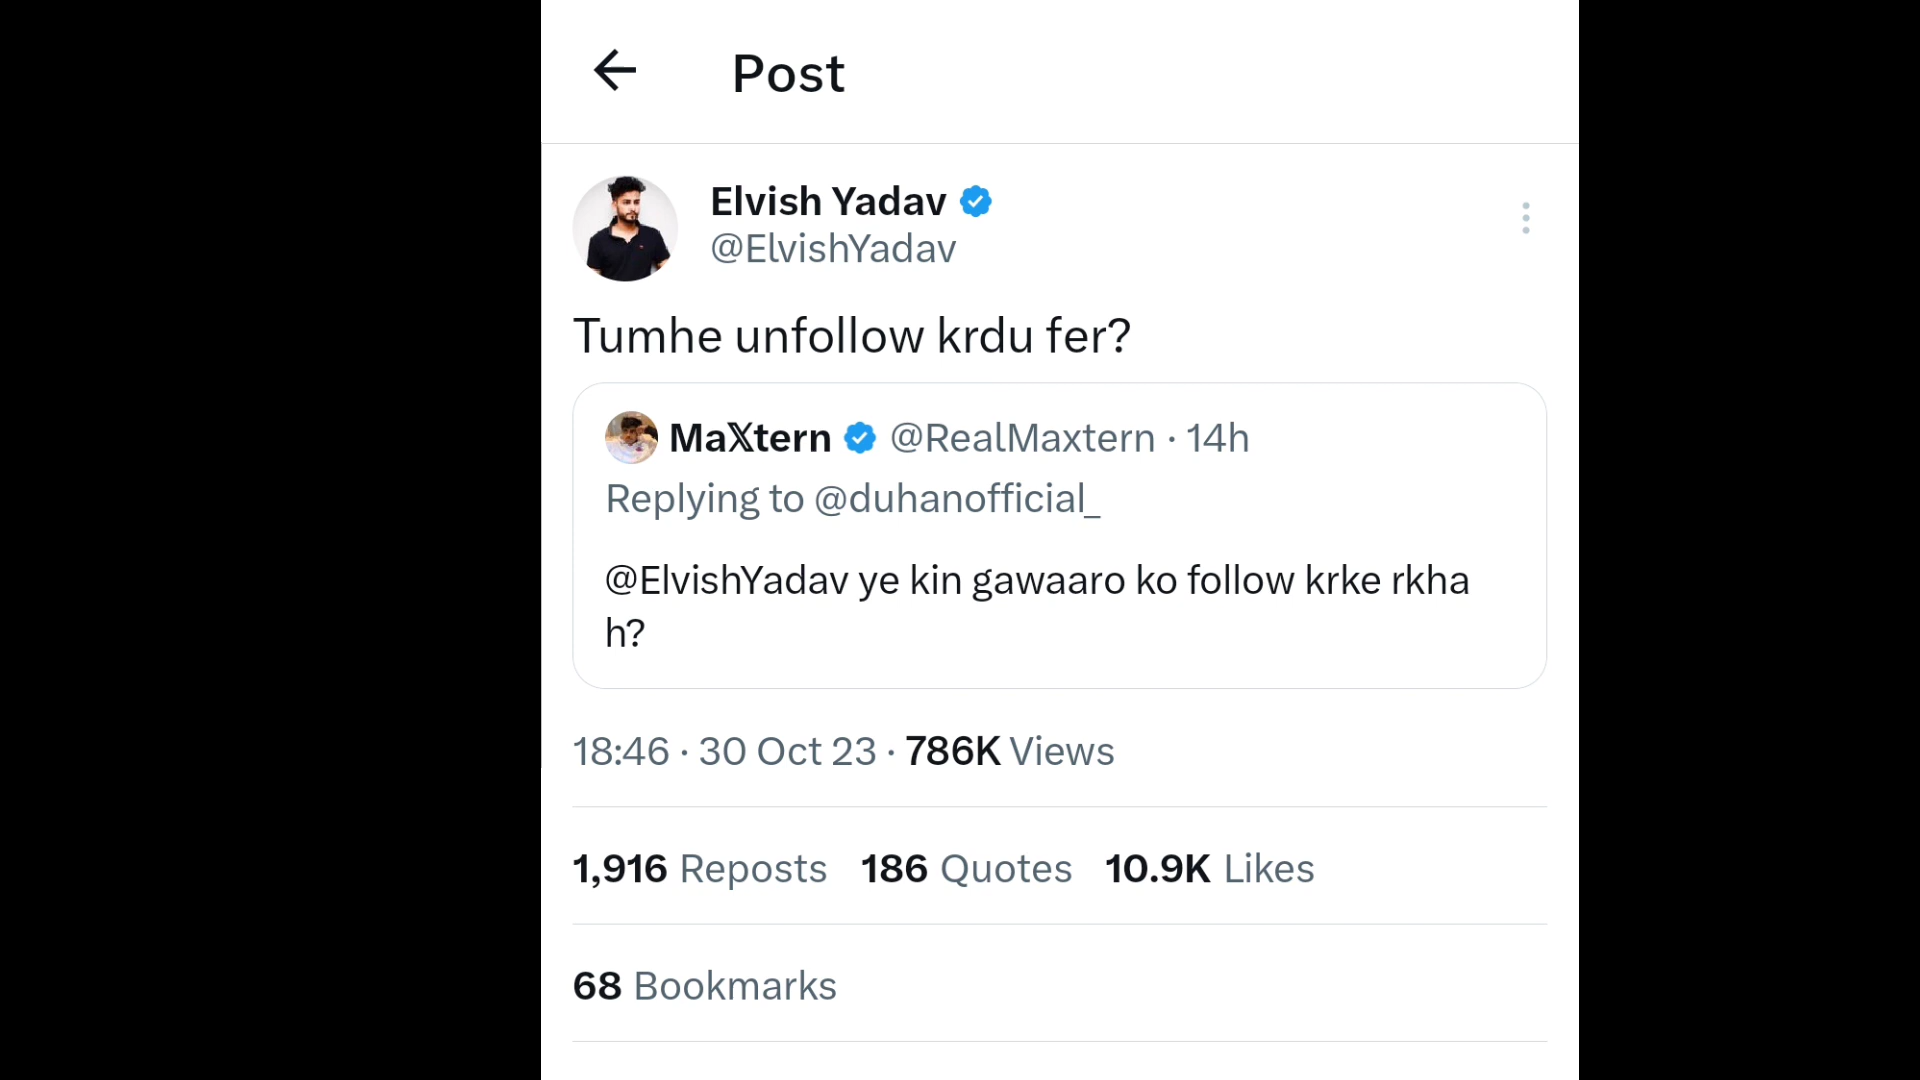 Post
Elvish Yadav
@ElvishYadav
Tumhe unfollow krdu fer?
Ma𝕏tern @RealMaxtern · 14h
Replying to @duhanofficial_
@ElvishYadav ye kin gawaaro ko follow krke rkha
h?
18:46 · 30 Oct 23 · 786K Views
1,916 Reposts 186 Quotes 10.9K Likes
68 Bookmarks